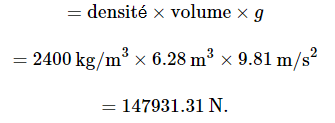 = densité × volume × g
= 2400 kg/m³ × 6.28 m³ × 9.81 m/s²
= 147931.31 N.